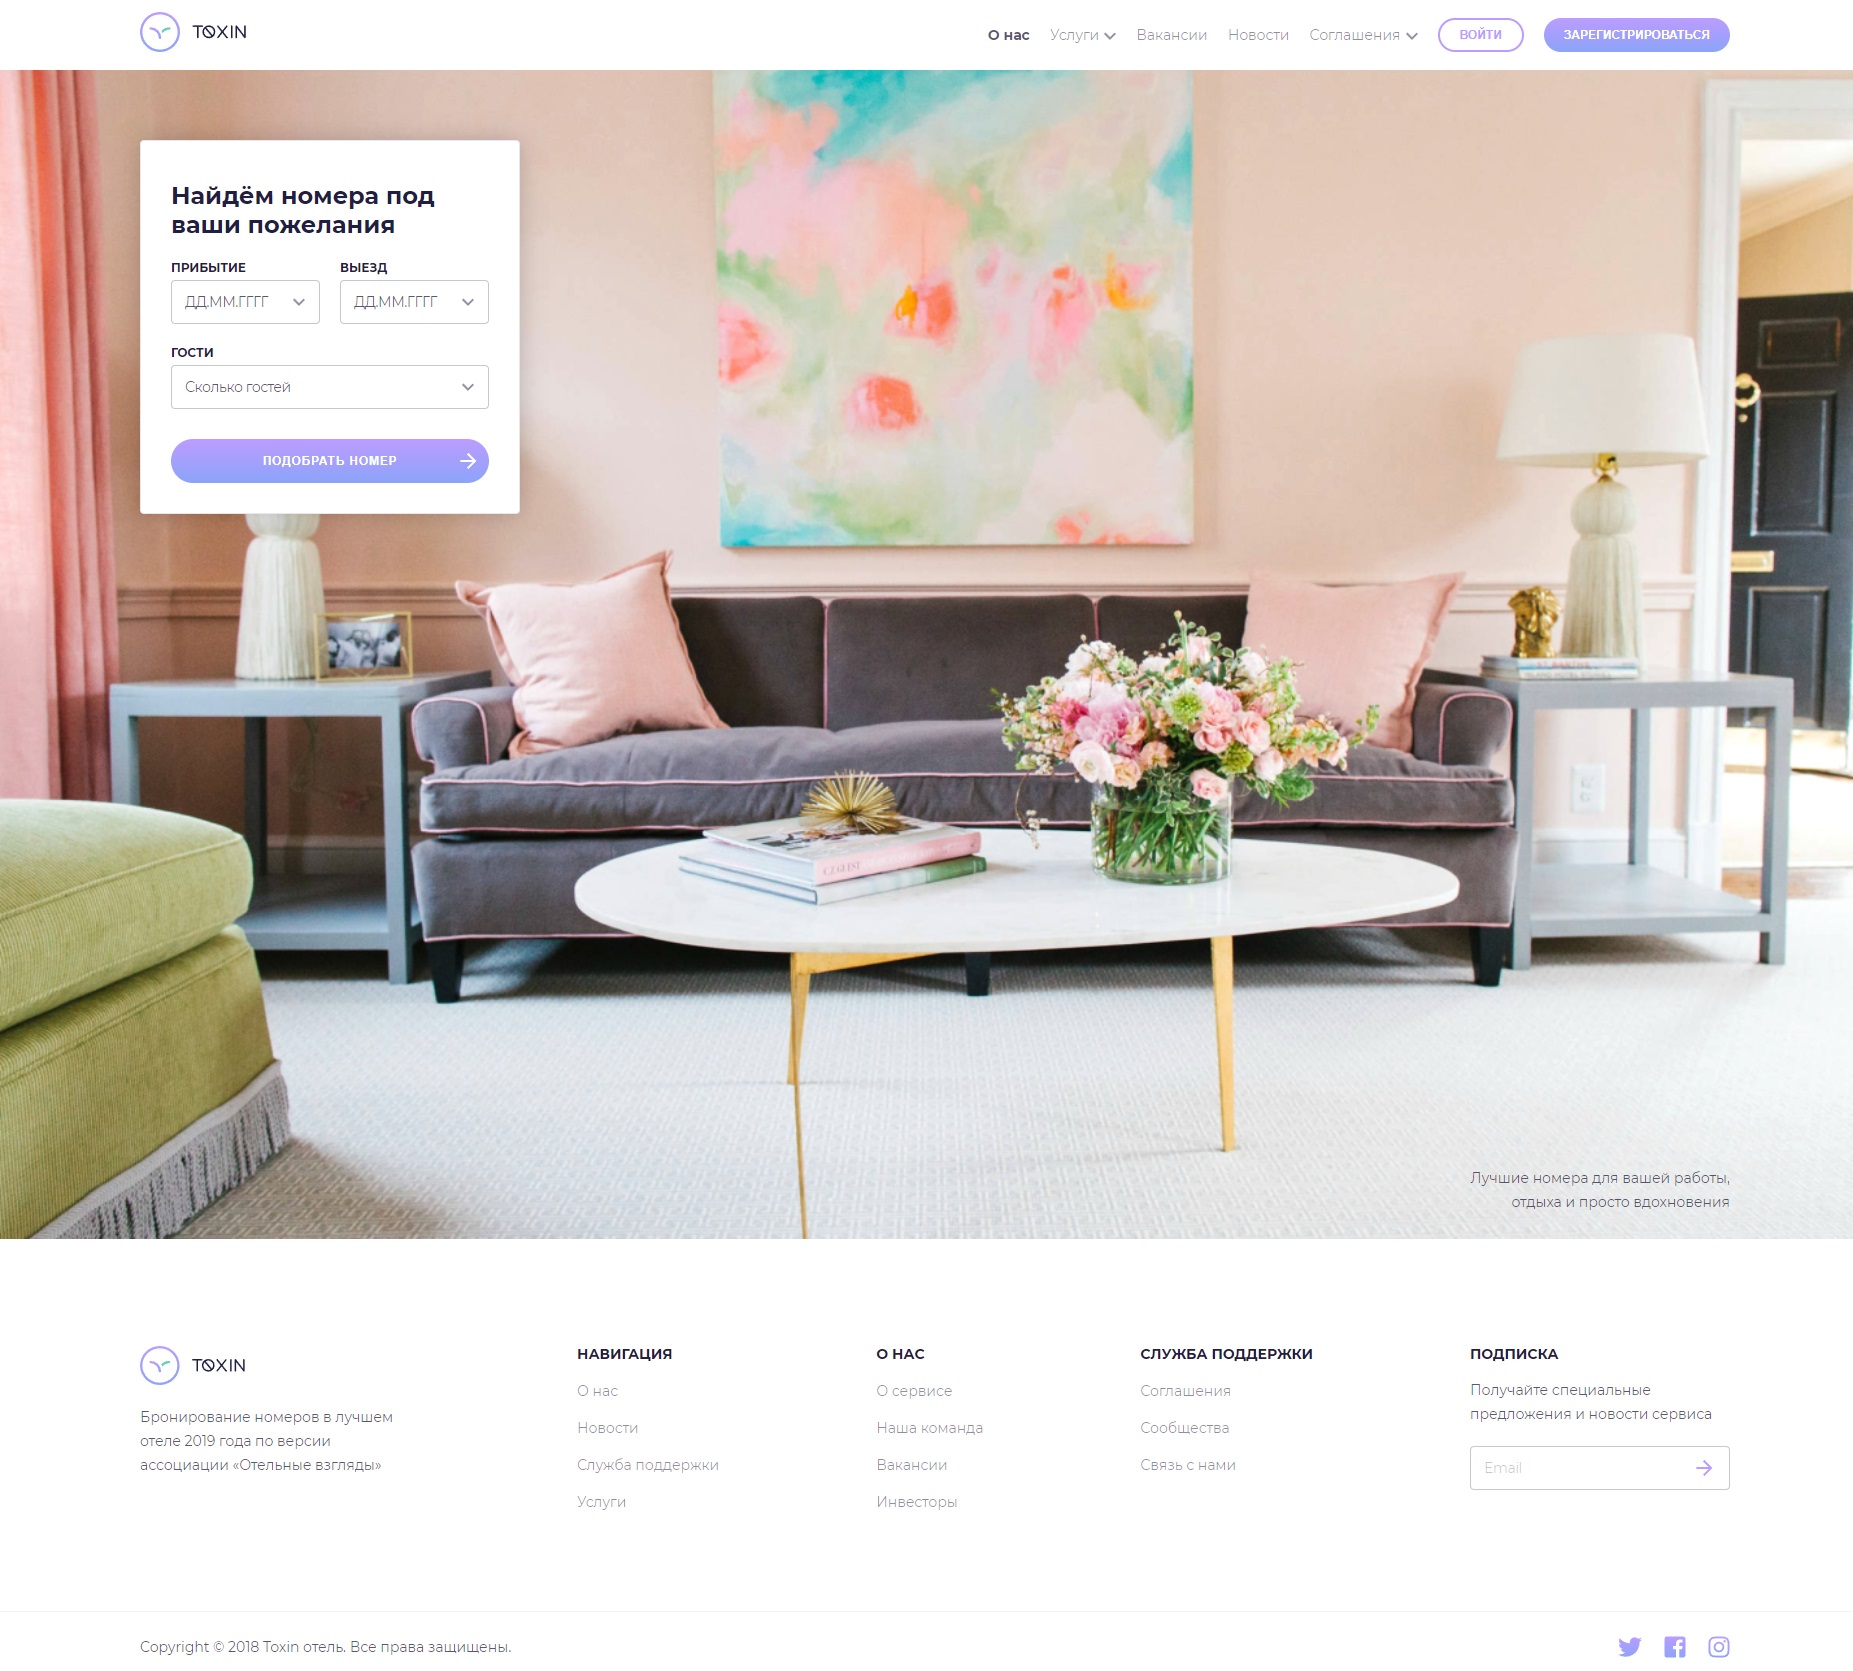 TOXIN
О нас Услуги Вакансии Новости Соглашения ВОЙТИ ЗАРЕГИСТРИРОВАТЬСЯ
Найдём номера под
ваши пожелания
ПРИБЫТИЕ ВЫЕЗД
ДД.ММ.ГГГГ ДД.ММ.ГГГГ
ГОСТИ
Сколько гостей
ПОДОБРАТЬ НОМЕР
Лучшие номера для вашей работы,
отдыха и просто вдохновения
TOXIN
Бронирование номеров в лучшем
отеле 2019 года по версии
ассоциации «Отельные взгляды»
НАВИГАЦИЯ
О нас
Новости
Служба поддержки
Услуги
О НАС
О сервисе
Наша команда
Вакансии
Инвесторы
СЛУЖБА ПОДДЕРЖКИ
Соглашения
Сообщества
Связь с нами
ПОДПИСКА
Получайте специальные
предложения и новости сервиса
Email
Copyright © 2018 Toxin отель. Все права защищены.